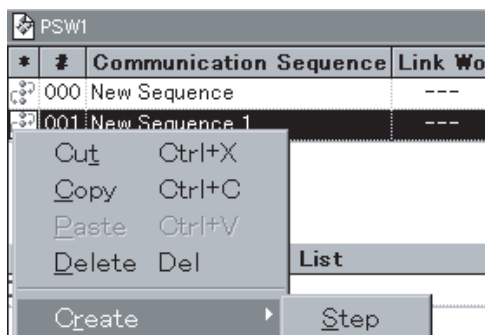 PSW1
* # Communication Sequence Link Wo
000 New Sequence ---
001 New Sequence 1 ---
Cut Ctrl+X
Copy Ctrl+C
Paste Ctrl+V
Delete Del
List
Create Step